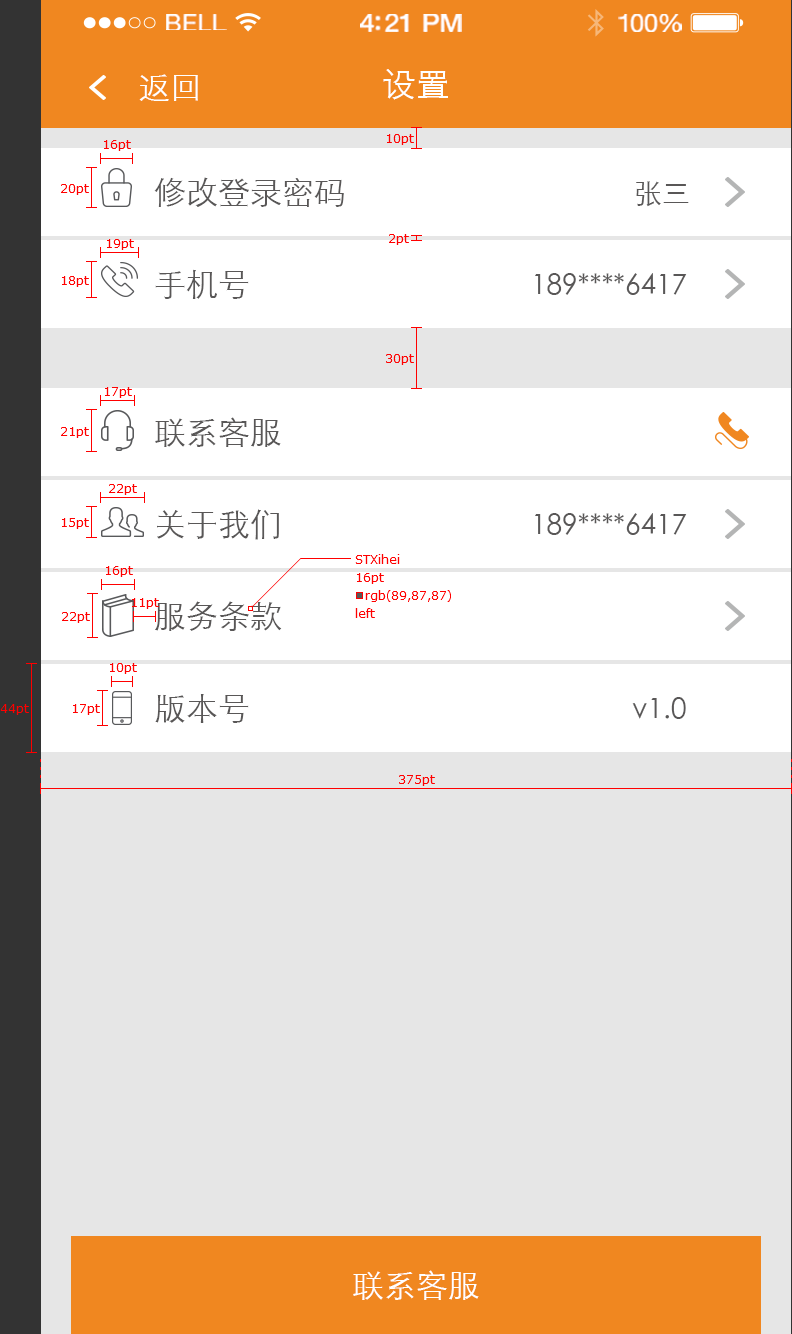 BELL 4:21 PM 100%
返回 设置
10pt
16pt
20pt 修改登录密码 张三
2pt
19pt
18pt 手机号 189****6417
30pt
17pt
21pt 联系客服
22pt
15pt 关于我们 189****6417
STXihei
16pt
16pt
rgb(89,87,87)
11pt
left
22pt 服务条款
10pt
44pt 17pt 版本号 v1.0
375pt
联系客服